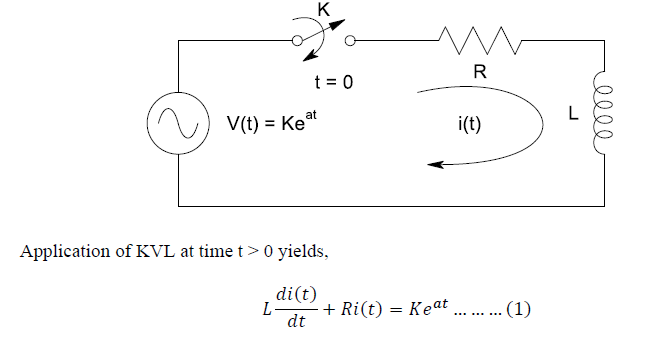 K
R
t = 0
L
V(t) = Ke^at
i(t)
Application of KVL at time t > 0 yields,
L di(t)/dt + Ri(t) = Ke^at ... ... ... (1)